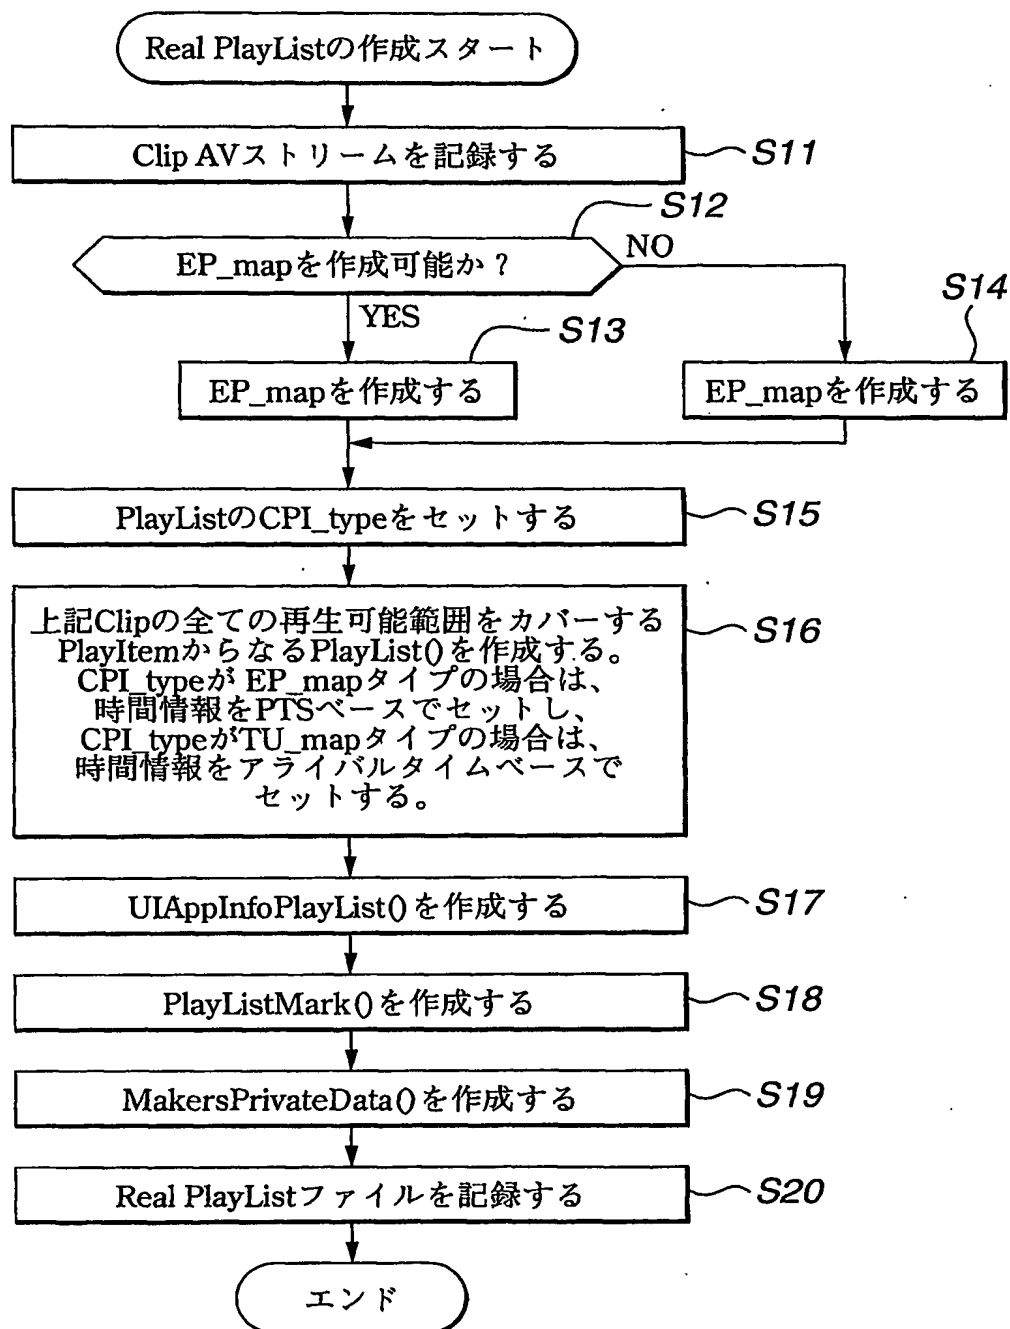 Real PlayListの作成スタート
Clip AVストリームを記録する
S11
S12
EP_mapを作成可能か?
NO
YES
S13
S14
EP_mapを作成する
EP_mapを作成する
PlayListのCPI_typeをセットする
S15
上記Clipの全ての再生可能範囲をカバーする
PlayItemからなるPlayList()を作成する。
CPI_typeが EP_mapタイプの場合は、
時間情報をPTSベースでセットし、
CPI_typeがTU_mapタイプの場合は、
時間情報をアライバルタイムベースで
セットする。
S16
UIAppInfoPlayList()を作成する
S17
PlayListMark()を作成する
S18
MakersPrivateData()を作成する
S19
Real PlayListファイルを記録する
S20
エンド